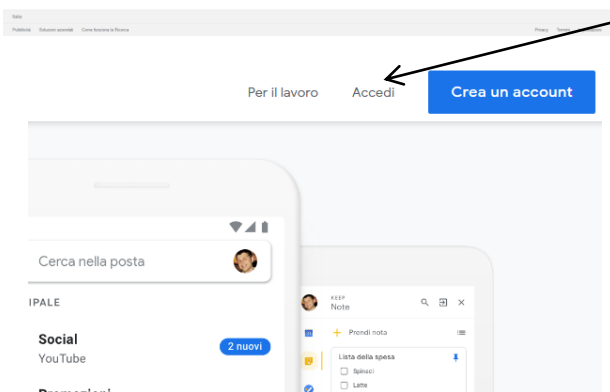 Italia
Pubblicità Soluzioni aziendali Come funziona la Ricerca
Privacy Termini
Per il lavoro Accedi Crea un account
Cerca nella posta
IPALE
Social
2 nuovi
YouTube
KEEP
Note
Prendi nota
Lista della spesa
Spinaci
Latte